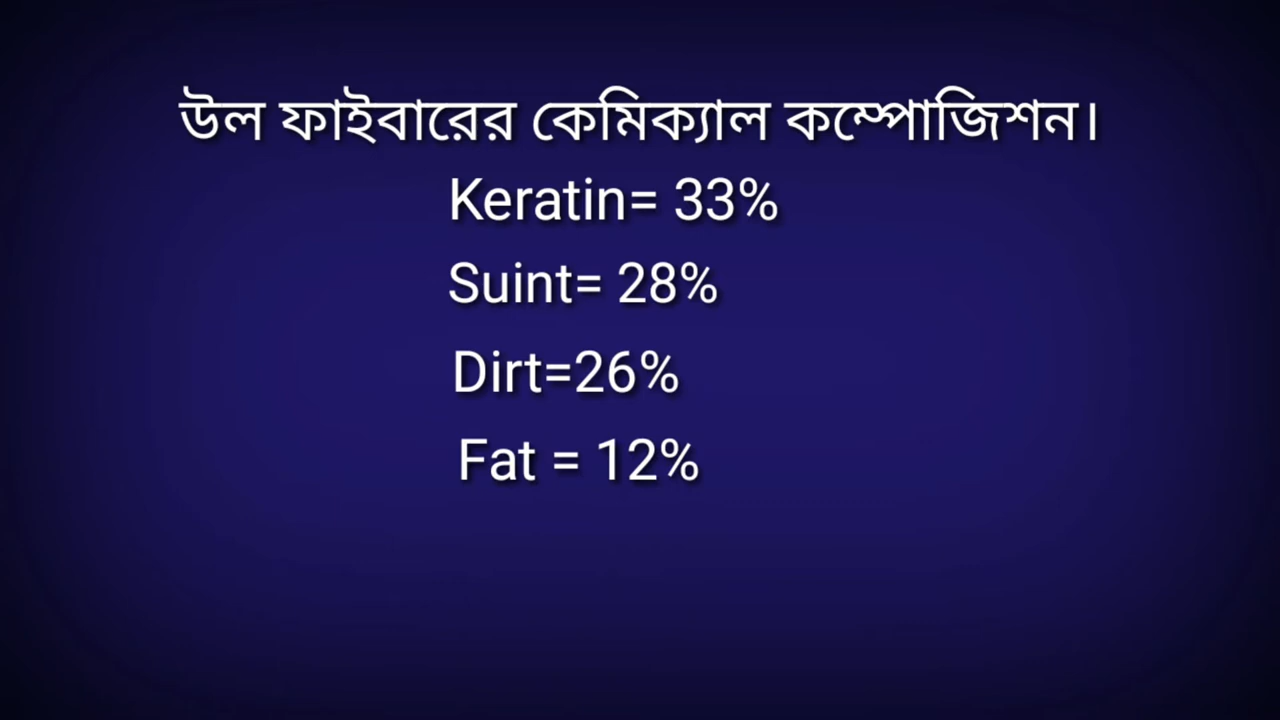 উল ফাইবারের কেমিক্যাল কম্পোজিশন।
Keratin= 33%
Suint= 28%
Dirt=26%
Fat = 12%